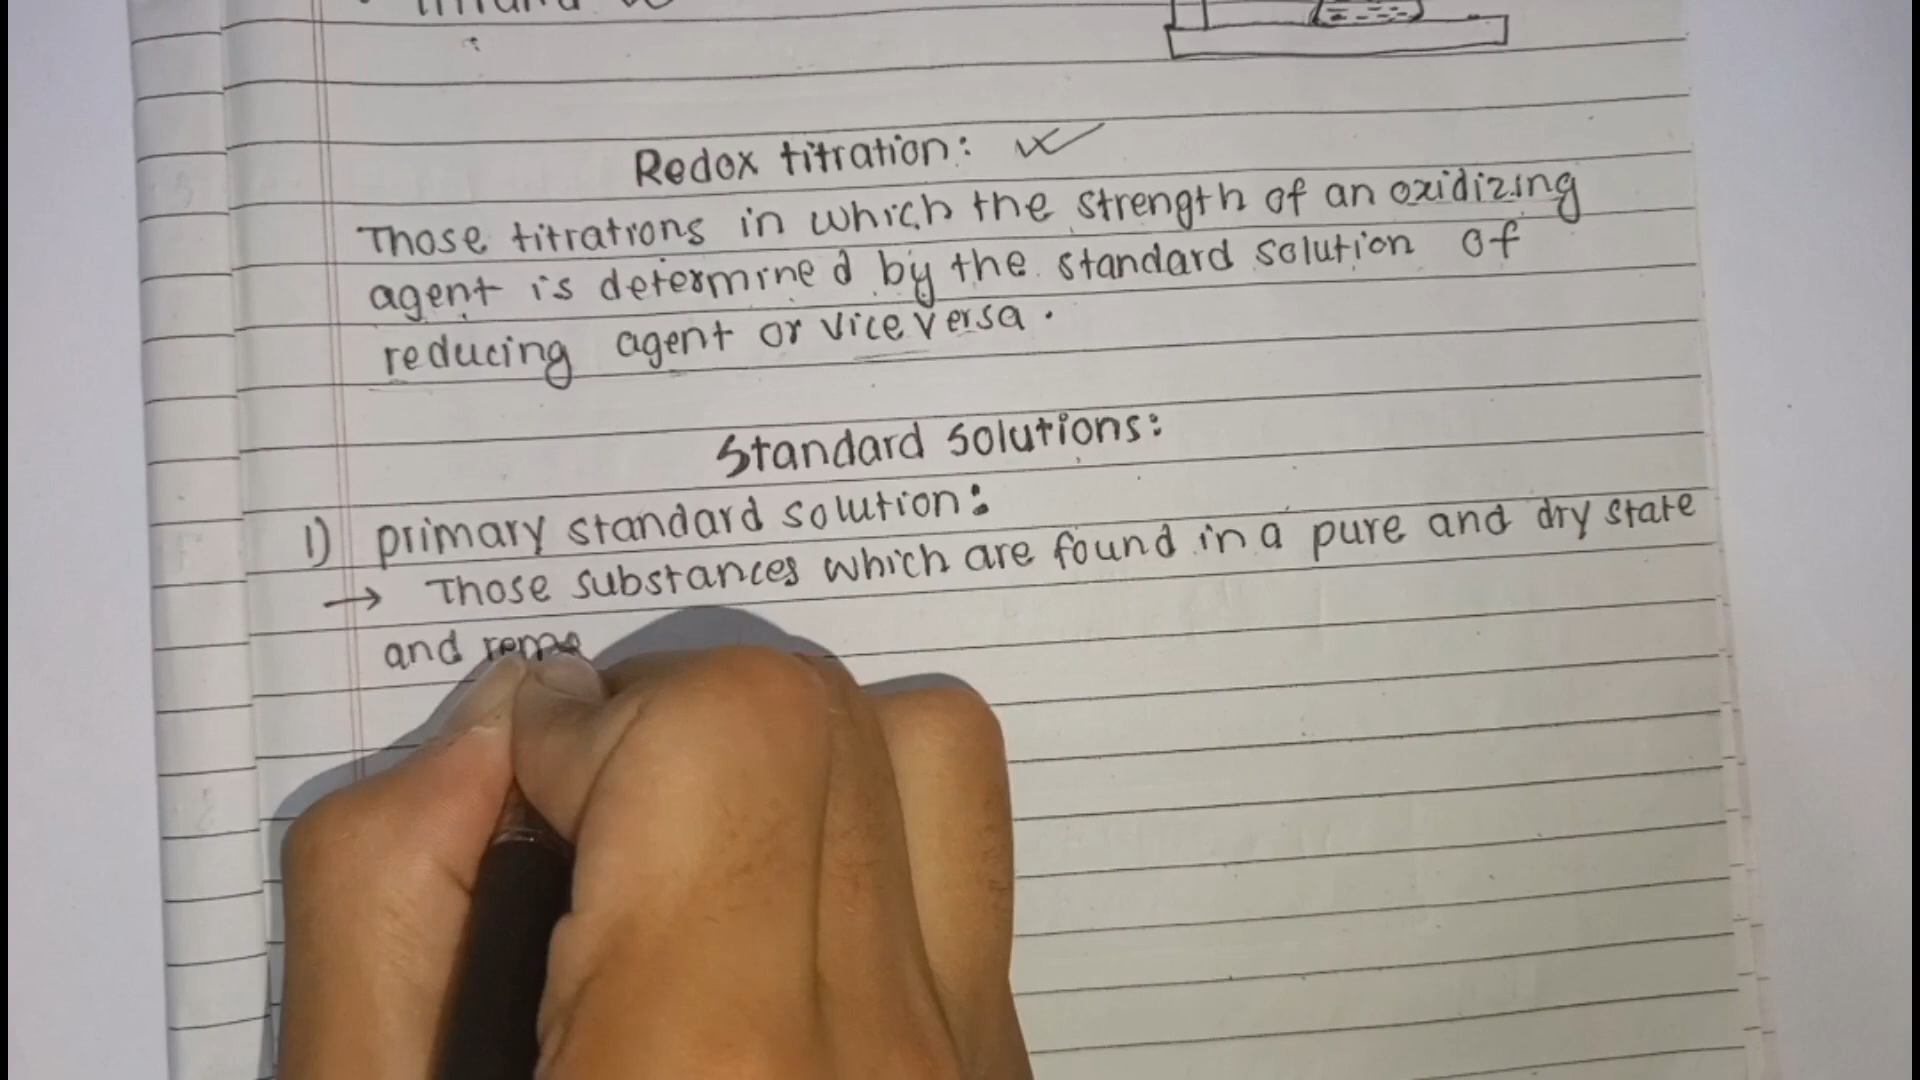 Redox titration:
Those titrations in which the strength of an oxidizing
agent is determined by the standard solution of
reducing agent or vice versa.
Standard solutions:
1) primary standard solution:
→ Those substances which are found in a pure and dry state
and